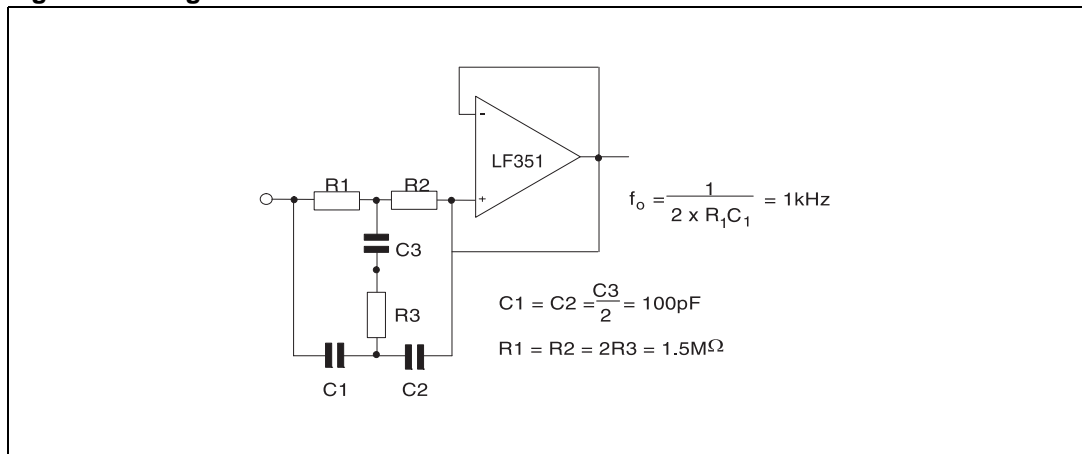 -
LF351
+
R1
R2
C3
R3
C1
C2
f_o = 1 / 2 x R_1C_1 = 1kHz
C1 = C2 = C3/2 = 100pF
R1 = R2 = 2R3 = 1.5MΩ